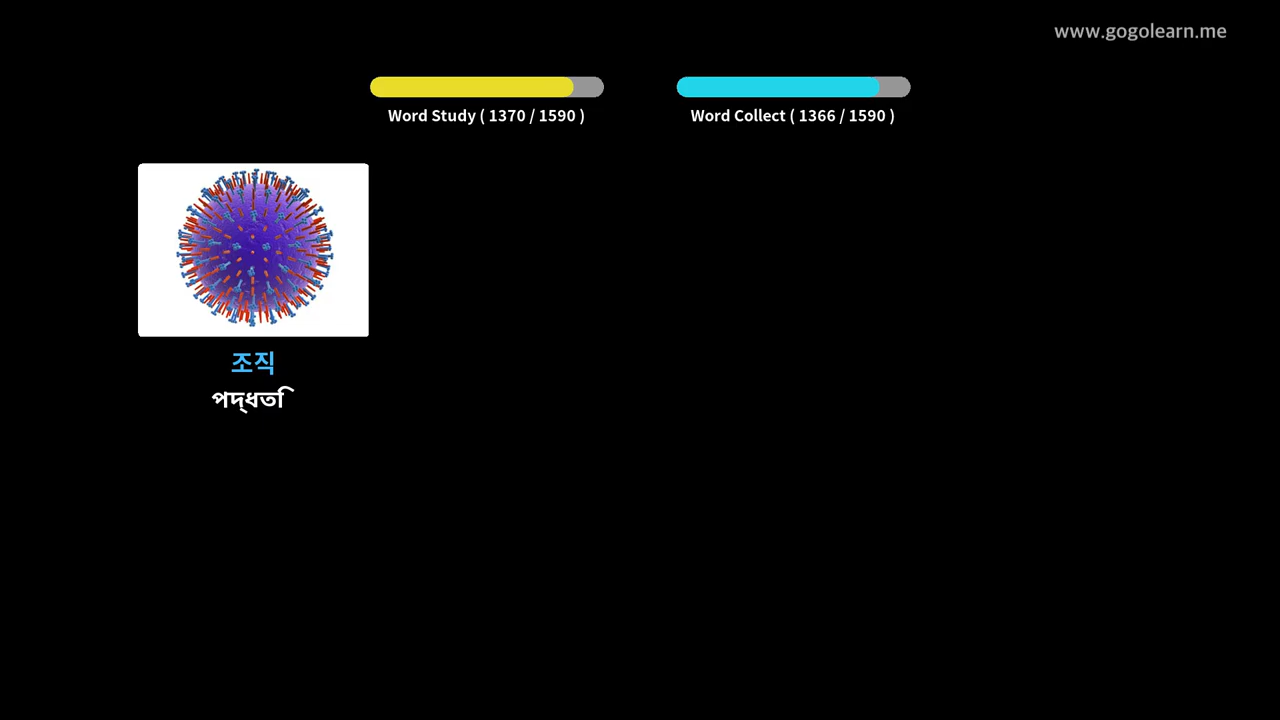 www.gogolearn.me
Word Study ( 1370 / 1590 )
Word Collect ( 1366 / 1590 )
조직
পদ্ধতি